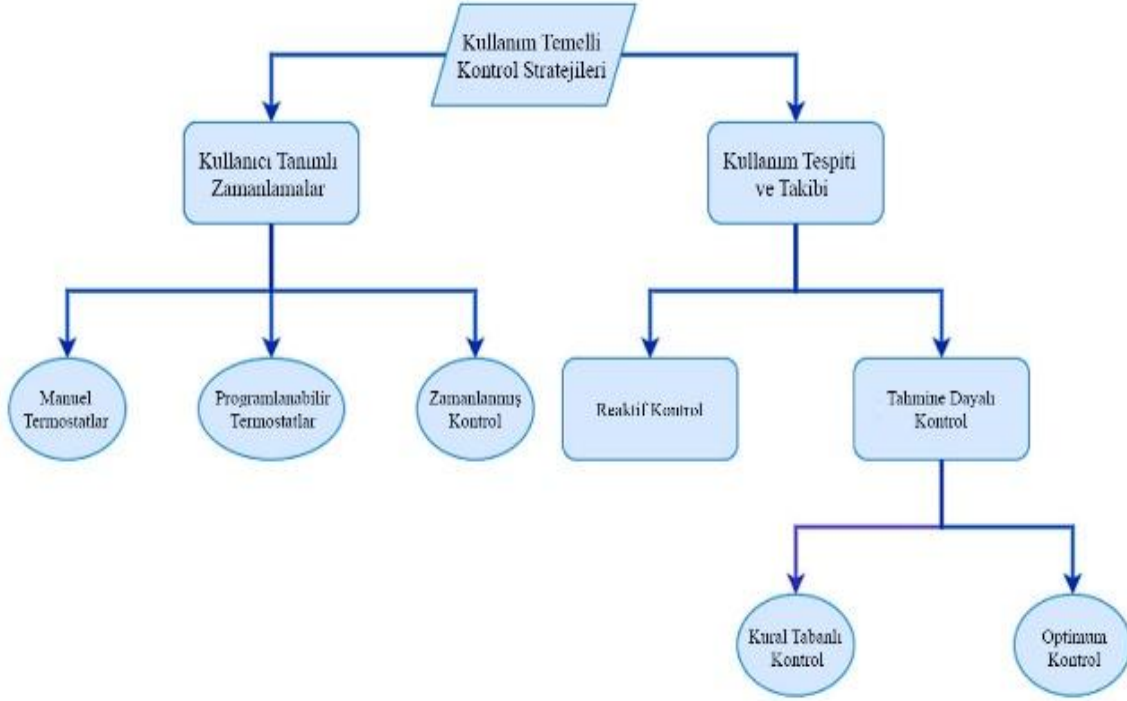 Kullanım Temelli
Kontrol Stratejileri
Kullanıcı Tanımlı
Zamanlamalar
Kullanım Tespiti
ve Takibi
Manuel
Termostatlar
Programlanabilir
Termostatlar
Zamanlanmış
Kontrol
Reaktif Kontrol
Tahmine Dayalı
Kontrol
Kural Tabanlı
Kontrol
Optimum
Kontrol